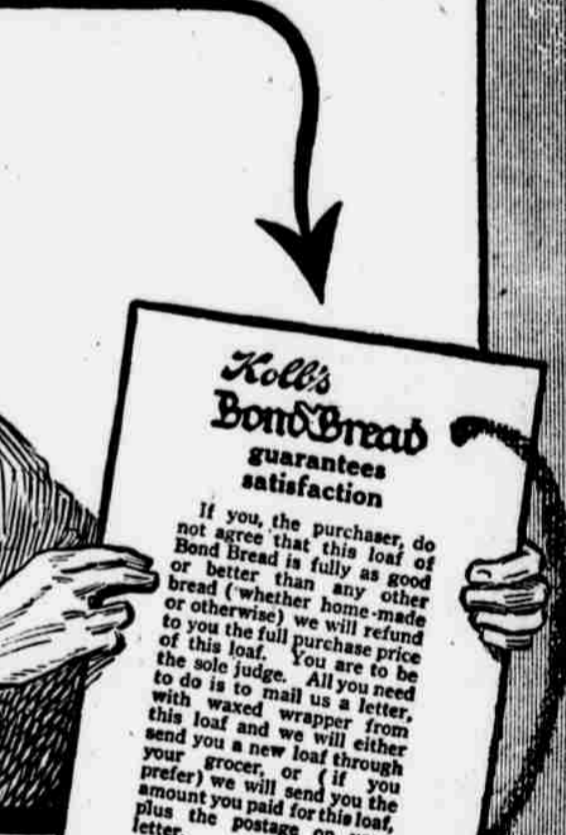 Kolb's
Bond Bread
guarantees
satisfaction
If you, the purchaser, do
not agree that this loaf of
Bond Bread is fully as good
or better than any other
bread (whether home-made
or otherwise) we will refund
to you the full purchase price
of this loaf. You are to be
the sole judge. All you need
to do is to mail us a letter,
with waxed wrapper from
this loaf and we will either
send you a new loaf through
your grocer, or (if you
prefer) we will send you the
amount you paid for this loaf,
plus the postage on
letter.